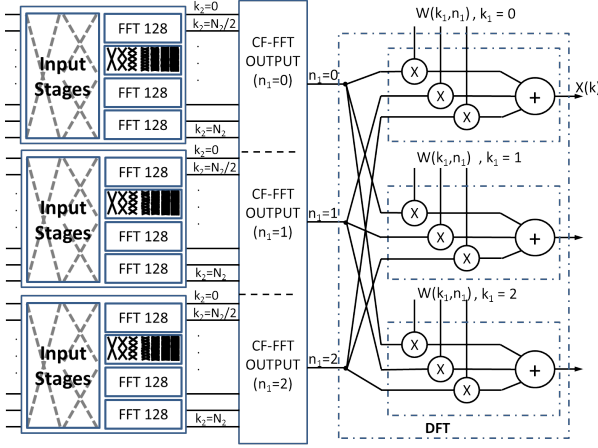 k₂=0
k₂=N₂/2
FFT 128
Input
Stages
FFT 128
FFT 128
k₂=N₂
CF-FFT
OUTPUT
(n₁=0)
n₁=0
k₂=0
k₂=N₂/2
FFT 128
Input
Stages
FFT 128
FFT 128
k₂=N₂
CF-FFT
OUTPUT
(n₁=1)
n₁=1
k₂=0
k₂=N₂/2
FFT 128
Input
Stages
FFT 128
FFT 128
k₂=N₂
CF-FFT
OUTPUT
(n₁=2)
n₁=2
W(k₁,n₁) , k₁ = 0
X
X
X
+
X(k)
W(k₁,n₁) , k₁ = 1
X
X
X
+
W(k₁,n₁) , k₁ = 2
X
X
X
+
DFT